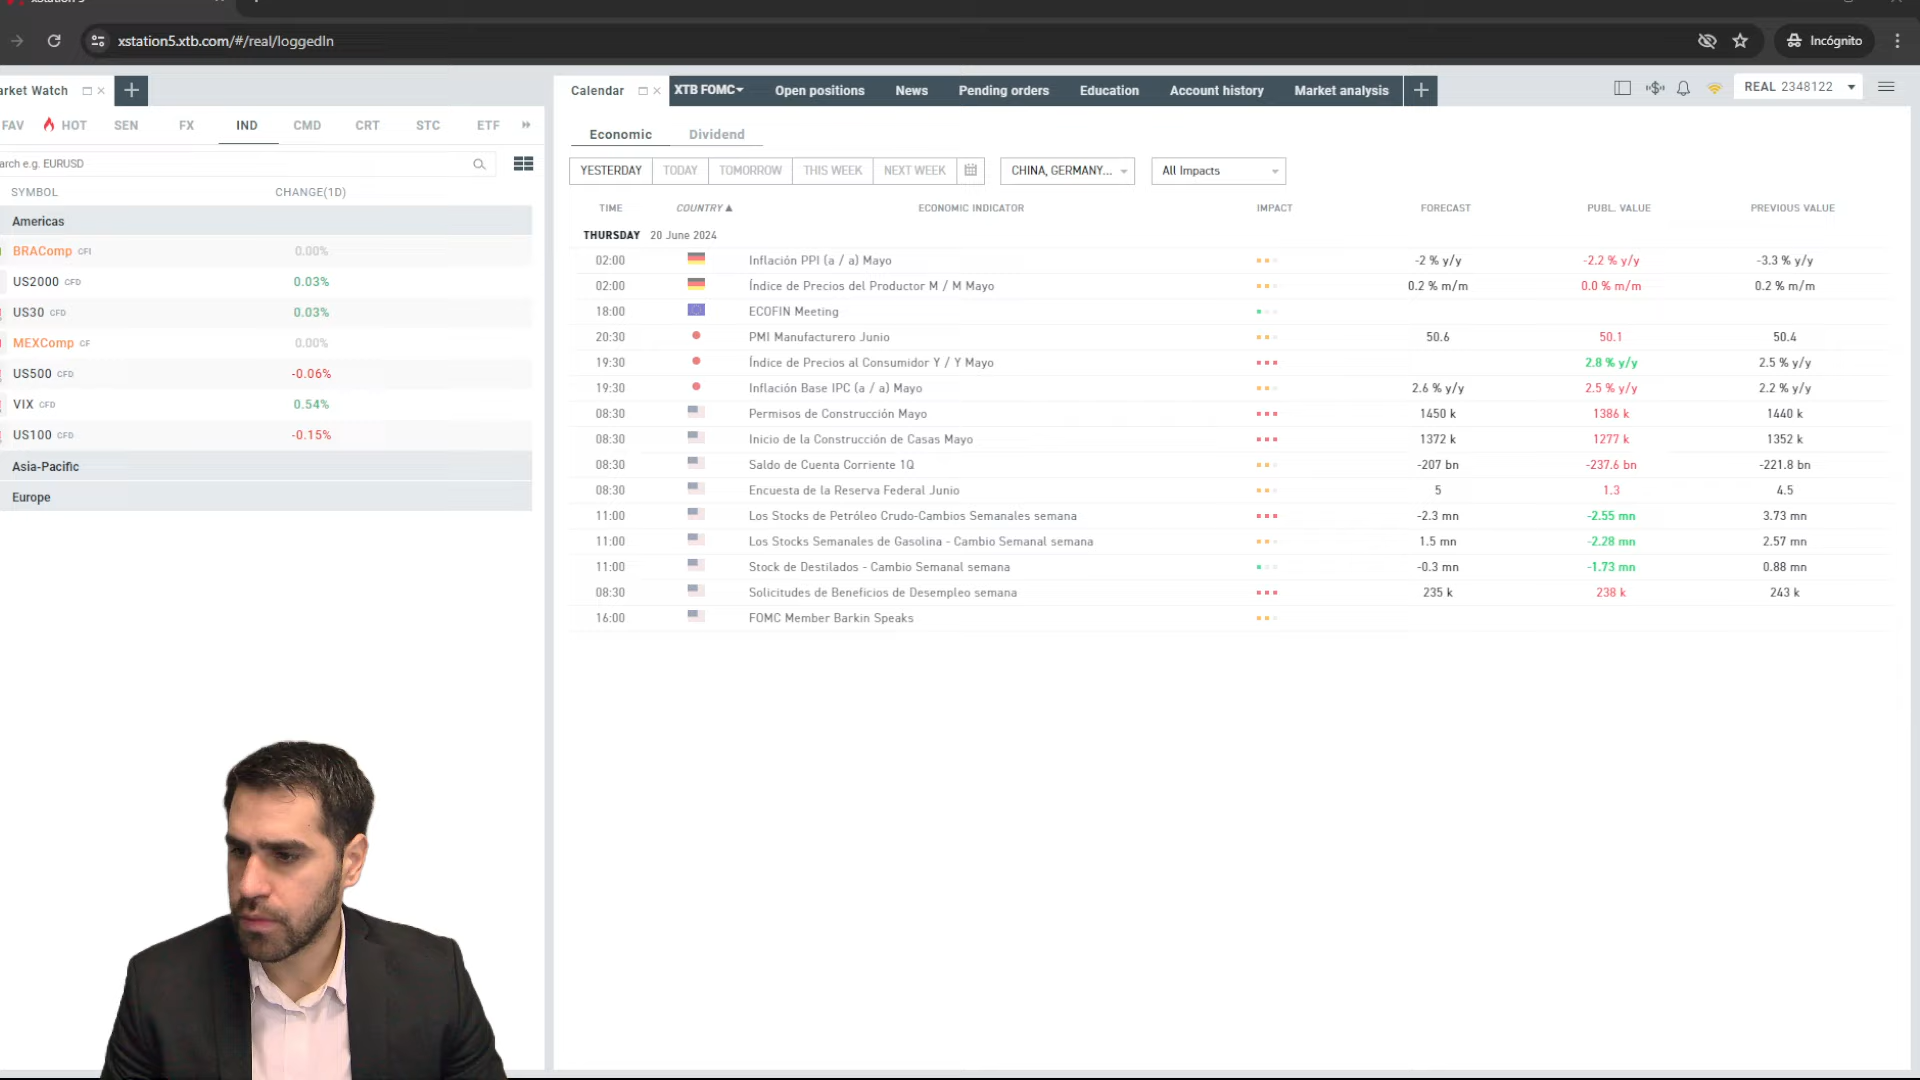 xstation5.xtb.com/#/real/loggedIn
Incógnito
arket Watch
Calendar
XTB FOMC
Open positions
News
Pending orders
Education
Account history
Market analysis
REAL 2348122
FAV HOT SEN FX IND CMD CRT STC ETF
arch e.g. EURUSD
SYMBOL CHANGE(1D)
Americas
BRAComp CFI 0.00%
US2000 CFD 0.03%
US30 CFD 0.03%
MEXComp CF 0.00%
US500 CFD -0.06%
VIX CFD 0.54%
US100 CFD -0.15%
Asia-Pacific
Europe
Economic Dividend
YESTERDAY TODAY TOMORROW THIS WEEK NEXT WEEK CHINA, GERMANY... All Impacts
TIME COUNTRY ECONOMIC INDICATOR IMPACT FORECAST PUBL. VALUE PREVIOUS VALUE
THURSDAY 20 June 2024
02:00 Inflación PPI (a / a) Mayo -2 % y/y -2.2 % y/y -3.3 % y/y
02:00 Índice de Precios del Productor M / M Mayo 0.2 % m/m 0.0 % m/m 0.2 % m/m
18:00 ECOFIN Meeting
20:30 PMI Manufacturero Junio 50.6 50.1 50.4
19:30 Índice de Precios al Consumidor Y / Y Mayo 2.8 % y/y 2.5 % y/y
19:30 Inflación Base IPC (a / a) Mayo 2.6 % y/y 2.5 % y/y 2.2 % y/y
08:30 Permisos de Construcción Mayo 1450 k 1386 k 1440 k
08:30 Inicio de la Construcción de Casas Mayo 1372 k 1277 k 1352 k
08:30 Saldo de Cuenta Corriente 1Q -207 bn -237.6 bn -221.8 bn
08:30 Encuesta de la Reserva Federal Junio 5 1.3 4.5
11:00 Los Stocks de Petróleo Crudo-Cambios Semanales semana -2.3 mn -2.55 mn 3.73 mn
11:00 Los Stocks Semanales de Gasolina - Cambio Semanal semana 1.5 mn -2.28 mn 2.57 mn
11:00 Stock de Destilados - Cambio Semanal semana -0.3 mn -1.73 mn 0.88 mn
08:30 Solicitudes de Beneficios de Desempleo semana 235 k 238 k 243 k
16:00 FOMC Member Barkin Speaks